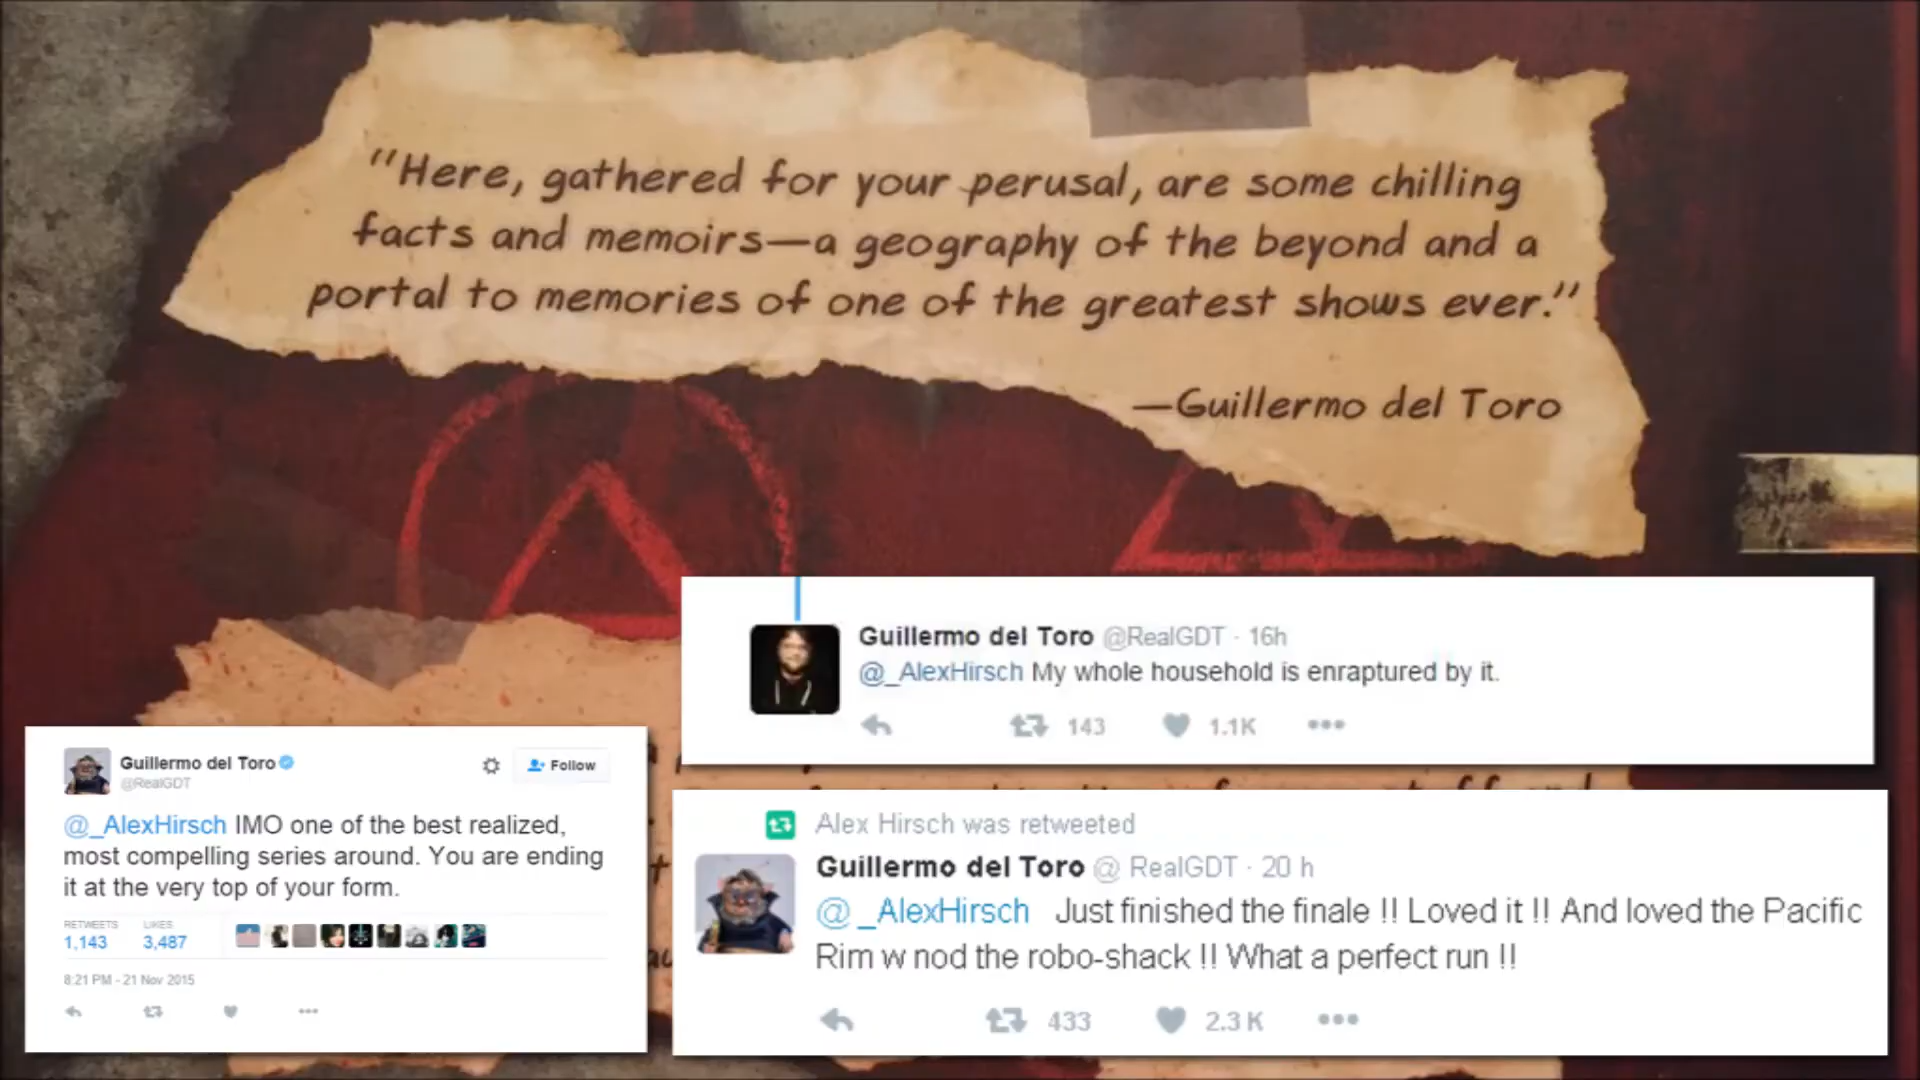 "Here, gathered for your perusal, are some chilling
facts and memoirs—a geography of the beyond and a
portal to memories of one of the greatest shows ever."
—Guillermo del Toro
Guillermo del Toro @RealGDT · 16h
@_AlexHirsch My whole household is enraptured by it.
143 1.1K •••
Guillermo del Toro
@RealGDT
Follow
@_AlexHirsch IMO one of the best realized,
most compelling series around. You are ending
it at the very top of your form.
RETWEETS LIKES
1,143 3,487
8:21 PM - 21 Nov 2015
Alex Hirsch was retweeted
Guillermo del Toro @ RealGDT · 20 h
@ _AlexHirsch Just finished the finale !! Loved it !! And loved the Pacific
Rim w nod the robo-shack !! What a perfect run !!
433 2.3 K •••